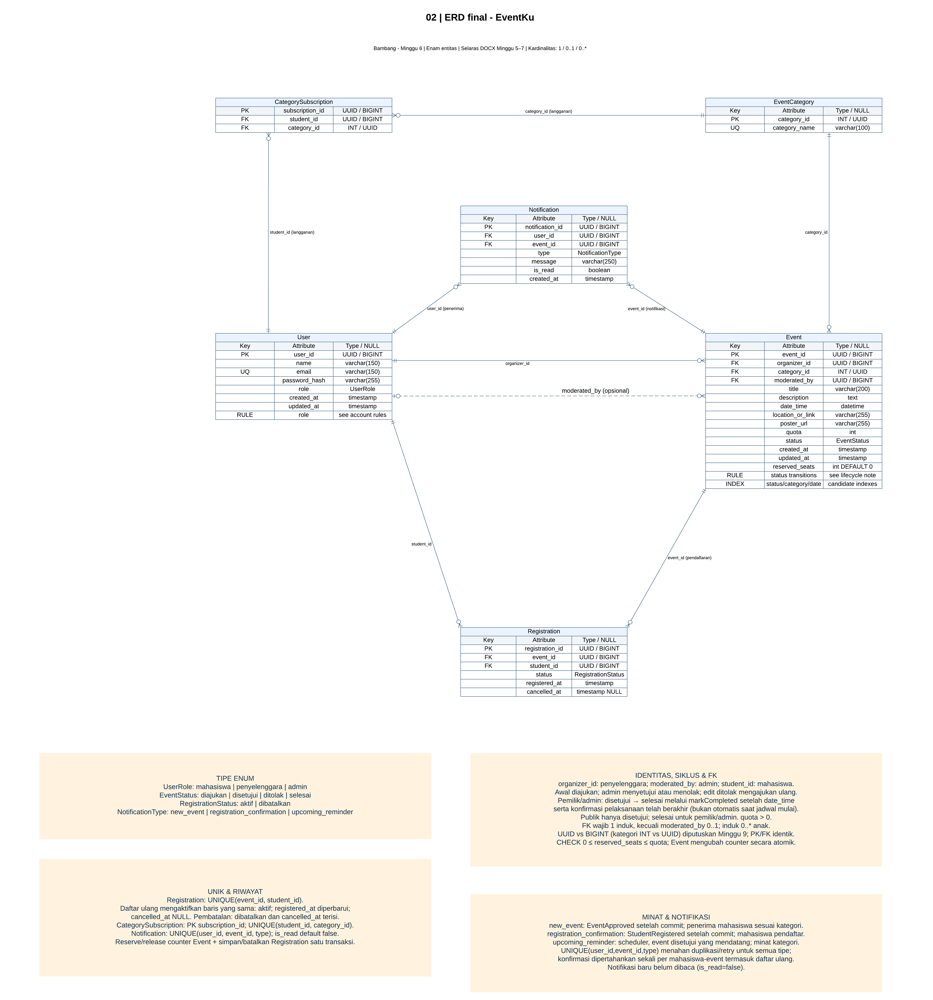 02 | ERD final - EventKu
Bambang - Minggu 6 | Enam entitas | Selaras DOCX Minggu 5–7 | Kardinalitas: 1 / 0..1 / 0..*
CategorySubscription
PK subscription_id UUID / BIGINT
FK student_id UUID / BIGINT
FK category_id INT / UUID
category_id (langganan)
EventCategory
Key Attribute Type / NULL
PK category_id INT / UUID
UQ category_name varchar(100)
student_id (langganan)
category_id
Notification
Key Attribute Type / NULL
PK notification_id UUID / BIGINT
FK user_id UUID / BIGINT
FK event_id UUID / BIGINT
type NotificationType
message varchar(250)
is_read boolean
created_at timestamp
user_id (penerima)
event_id (notifikasi)
User
Key Attribute Type / NULL
PK user_id UUID / BIGINT
name varchar(150)
UQ email varchar(150)
password_hash varchar(255)
role UserRole
created_at timestamp
updated_at timestamp
RULE role see account rules
organizer_id
moderated_by (opsional)
Event
Key Attribute Type / NULL
PK event_id UUID / BIGINT
FK organizer_id UUID / BIGINT
FK category_id INT / UUID
FK moderated_by UUID / BIGINT
title varchar(200)
description text
date_time datetime
location_or_link varchar(255)
poster_url varchar(255)
quota int
status EventStatus
created_at timestamp
updated_at timestamp
reserved_seats int DEFAULT 0
RULE status transitions see lifecycle note
INDEX status/category/date candidate indexes
student_id
event_id (pendaftaran)
Registration
Key Attribute Type / NULL
PK registration_id UUID / BIGINT
FK event_id UUID / BIGINT
FK student_id UUID / BIGINT
status RegistrationStatus
registered_at timestamp
cancelled_at timestamp NULL
TIPE ENUM
UserRole: mahasiswa | penyelenggara | admin
EventStatus: diajukan | disetujui | ditolak | selesai
RegistrationStatus: aktif | dibatalkan
NotificationType: new_event | registration_confirmation | upcoming_reminder
IDENTITAS, SIKLUS & FK
organizer_id: penyelenggara; moderated_by: admin; student_id: mahasiswa.
Awal diajukan; admin menyetujui atau menolak; edit ditolak mengajukan ulang.
Pemilik/admin: disetujui → selesai melalui markCompleted setelah date_time
serta konfirmasi pelaksanaan telah berakhir (bukan otomatis saat jadwal mulai).
Publik hanya disetujui; selesai untuk pemilik/admin. quota > 0.
FK wajib 1 induk, kecuali moderated_by 0..1; induk 0..* anak.
UUID vs BIGINT (kategori INT vs UUID) diputuskan Minggu 9; PK/FK identik.
CHECK 0 ≤ reserved_seats ≤ quota; Event mengubah counter secara atomik.
UNIK & RIWAYAT
Registration: UNIQUE(event_id, student_id).
Daftar ulang mengaktifkan baris yang sama: aktif; registered_at diperbarui;
cancelled_at NULL. Pembatalan: dibatalkan dan cancelled_at terisi.
CategorySubscription: PK subscription_id; UNIQUE(student_id, category_id).
Notification: UNIQUE(user_id, event_id, type); is_read default false.
Reserve/release counter Event + simpan/batalkan Registration satu transaksi.
MINAT & NOTIFIKASI
new_event: EventApproved setelah commit; penerima mahasiswa sesuai kategori.
registration_confirmation: StudentRegistered setelah commit; mahasiswa pendaftar.
upcoming_reminder: scheduler, event disetujui yang mendatang; minat kategori.
UNIQUE(user_id,event_id,type) menahan duplikasi/retry untuk semua tipe;
konfirmasi dipertahankan sekali per mahasiswa-event termasuk daftar ulang.
Notifikasi baru belum dibaca (is_read=false).